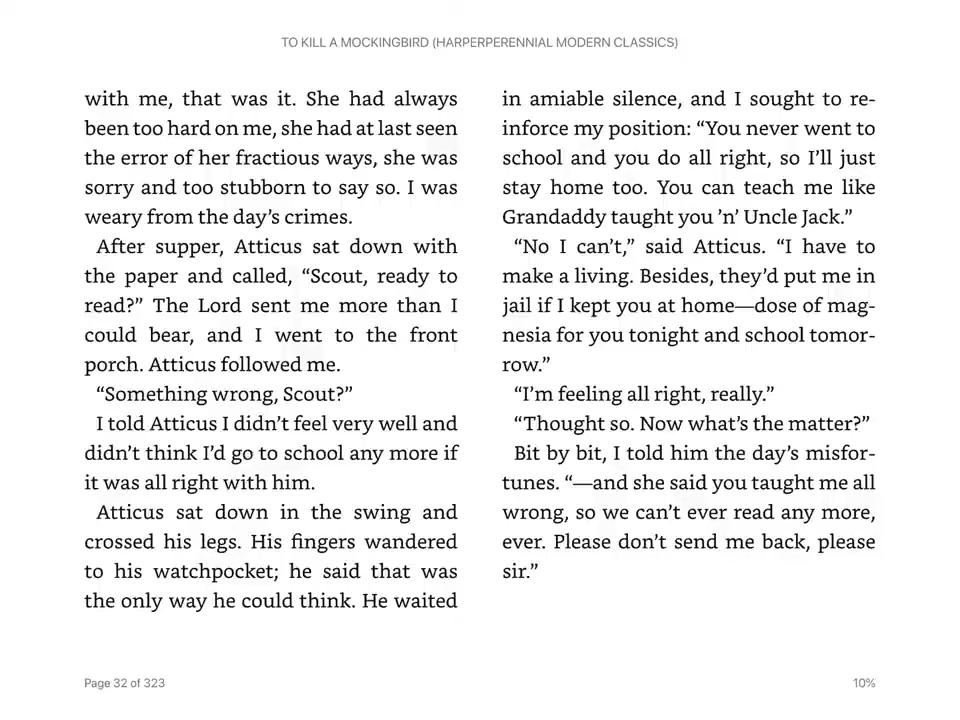 TO KILL A MOCKINGBIRD (HARPERPERENNIAL MODERN CLASSICS)
with me, that was it. She had always
been too hard on me, she had at last seen
the error of her fractious ways, she was
sorry and too stubborn to say so. I was
weary from the day’s crimes.
After supper, Atticus sat down with
the paper and called, “Scout, ready to
read?” The Lord sent me more than I
could bear, and I went to the front
porch. Atticus followed me.
“Something wrong, Scout?”
I told Atticus I didn’t feel very well and
didn’t think I’d go to school any more if
it was all right with him.
Atticus sat down in the swing and
crossed his legs. His fingers wandered
to his watchpocket; he said that was
the only way he could think. He waited
in amiable silence, and I sought to re-
inforce my position: “You never went to
school and you do all right, so I’ll just
stay home too. You can teach me like
Grandaddy taught you ’n’ Uncle Jack.”
“No I can’t,” said Atticus. “I have to
make a living. Besides, they’d put me in
jail if I kept you at home—dose of mag-
nesia for you tonight and school tomor-
row.”
“I’m feeling all right, really.”
“Thought so. Now what’s the matter?”
Bit by bit, I told him the day’s misfor-
tunes. “—and she said you taught me all
wrong, so we can’t ever read any more,
ever. Please don’t send me back, please
sir.”
Page 32 of 323
10%